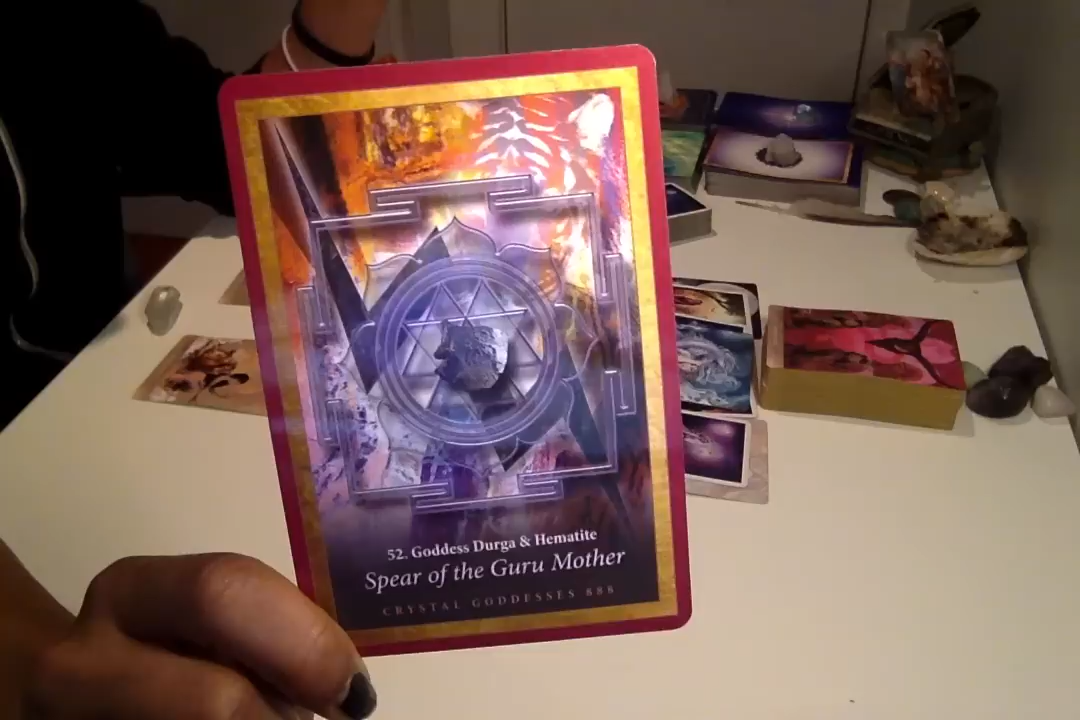 52. Goddess Durga & Hematite
Spear of the Guru Mother
CRYSTAL GODDESSES 888